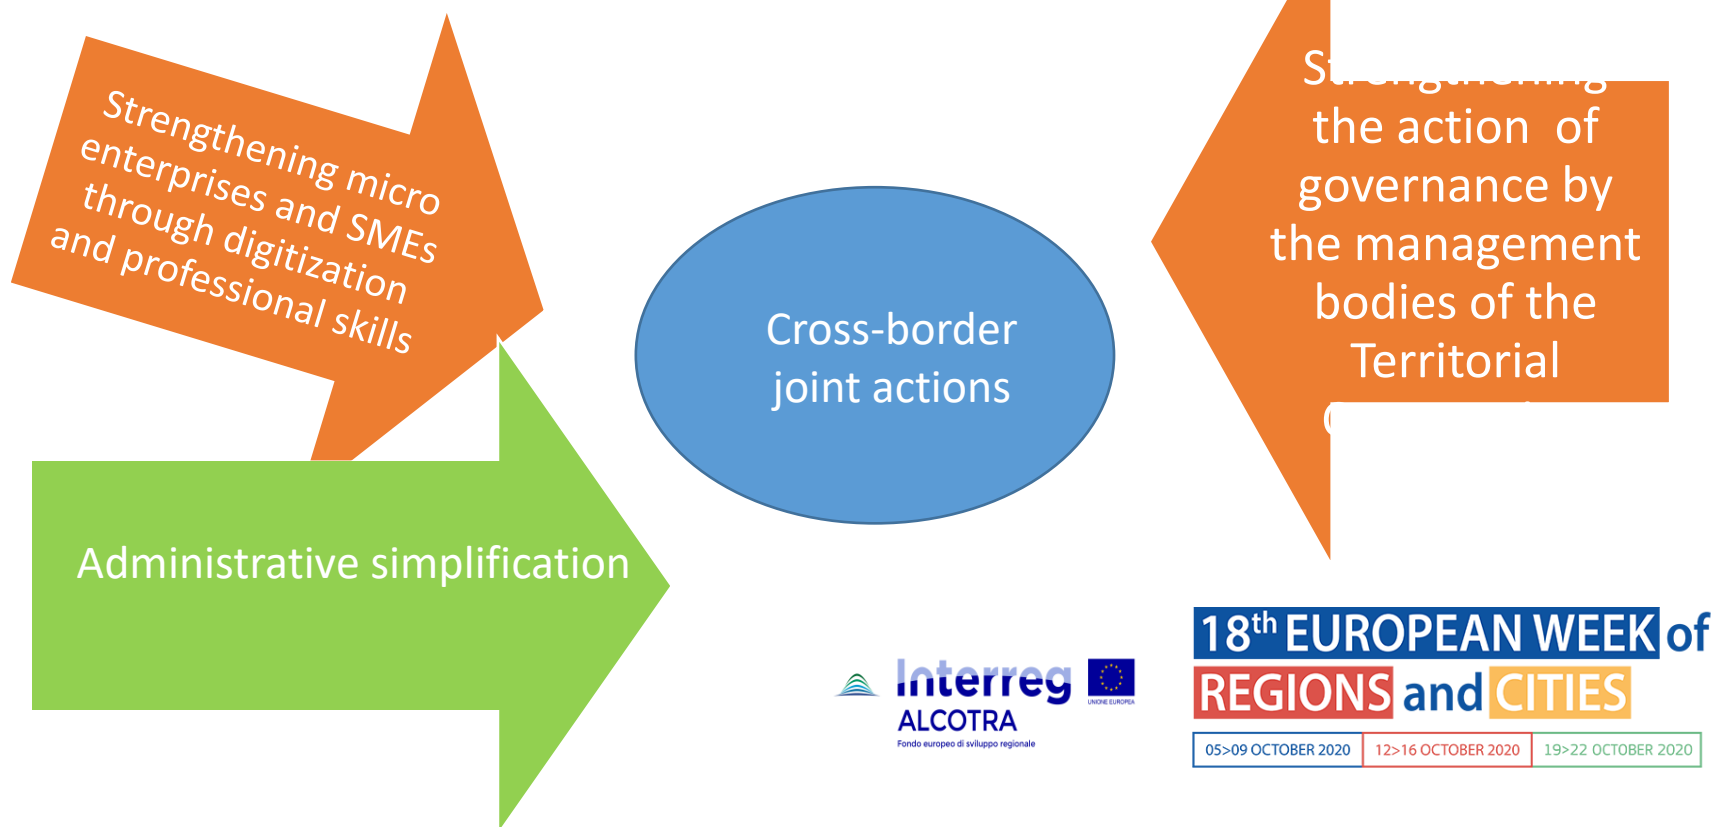 Strengthening micro
enterprises and SMEs
through digitization
and professional skills
Administrative simplification
Cross-border
joint actions
Strengthening
the action of
governance by
the management
bodies of the
Territorial
Interreg
ALCOTRA
Fondo europeo di sviluppo regionale
UNIONE EUROPEA
18th EUROPEAN WEEK of
REGIONS and CITIES
05>09 OCTOBER 2020
12>16 OCTOBER 2020
19>22 OCTOBER 2020